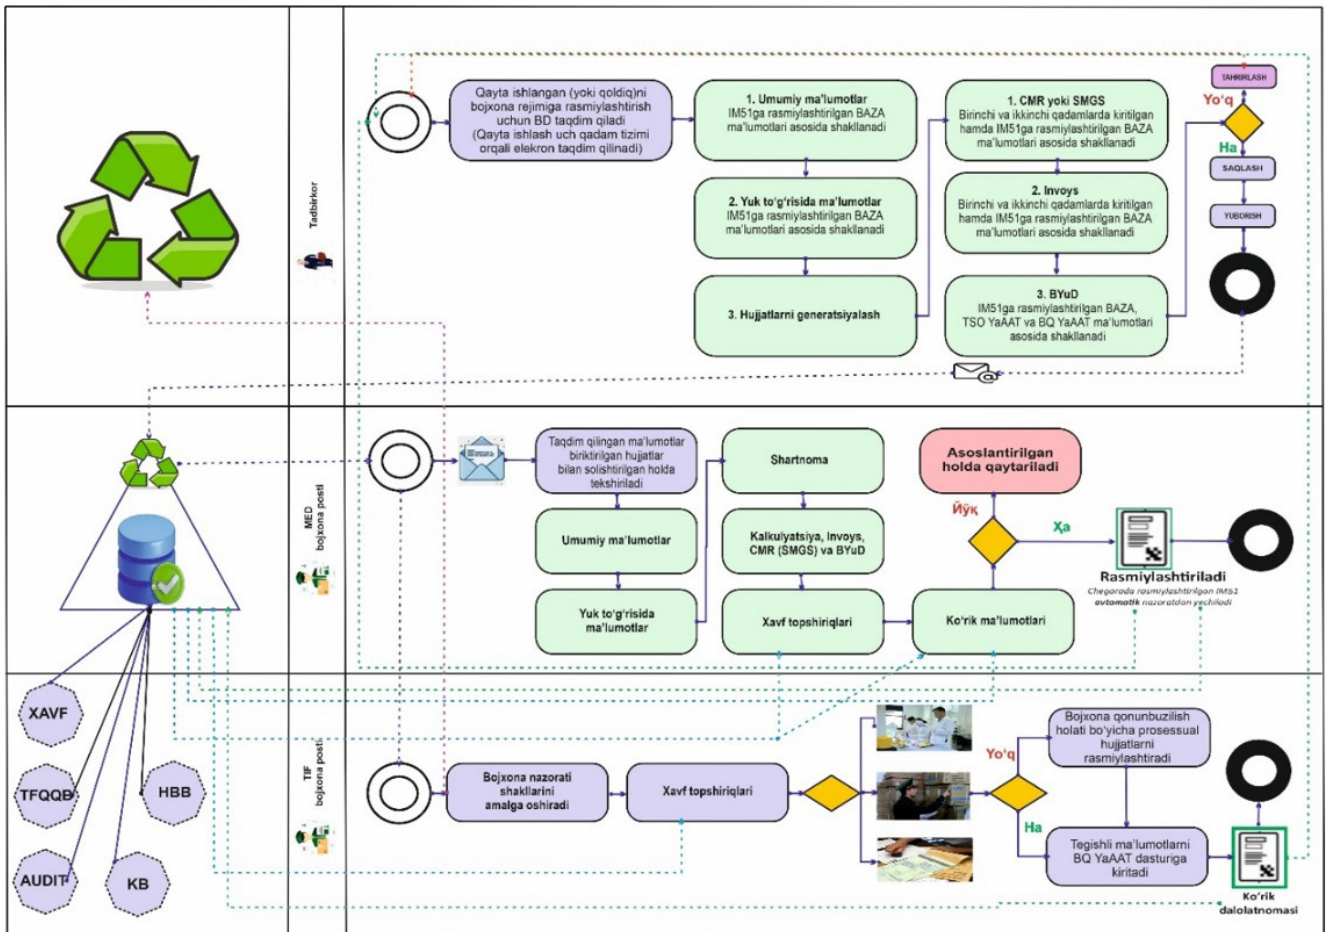 Tadbirkor
Qayta ishlangan (yoki qoldiq)ni
bojxona rejimiga rasmiylashtirish
uchun BD taqdim qiladi
(Qayta ishlash uch qadam tizimi
orqali elekron taqdim qilinadi)
1. Umumiy ma'lumotlar
IM51ga rasmiylashtirilgan BAZA
ma'lumotlari asosida shakllanadi
2. Yuk to'g'risida ma'lumotlar
IM51ga rasmiylashtirilgan BAZA
ma'lumotlari asosida shakllanadi
3. Hujjatlarni generatsiyalash
1. CMR yoki SMGS
Birinchi va ikkinchi qadamlarda kiritilgan
hamda IM51ga rasmiylashtirilgan BAZA
ma'lumotlari asosida shakllanadi
2. Invoys
Birinchi va ikkinchi qadamlarda kiritilgan
hamda IM51ga rasmiylashtirilgan BAZA
ma'lumotlari asosida shakllanadi
3. BYuD
IM51ga rasmiylashtirilgan BAZA,
TSO YaAAT va BQ YaAAT ma'lumotlari
asosida shakllanadi
TAHRIRLASH
Yo'q
Ha
SAQLASH
YUBORISH
MED
bojxona posti
Taqdim qilingan ma'lumotlar
biriktirilgan hujjatlar
bilan solishtirilgan holda
tekshiriladi
Umumiy ma'lumotlar
Yuk to'g'risida
ma'lumotlar
Shartnoma
Kalkulyatsiya, Invoys,
CMR (SMGS) va BYuD
Xavf topshiriqlari
Asoslantirilgan
holda qaytariladi
Йўқ
Ҳа
Ko'rik ma'lumotlari
Rasmiylashtiriladi
Chegarada rasmiylashtirilgan IM51
avtomatik nazoratdan yechiladi
XAVF
TFQQB
HBB
AUDIT
KB
TIF
bojxona posti
Bojxona nazorati
shakllarini
amalga oshiradi
Xavf topshiriqlari
Yo'q
Ha
Bojxona qonunbuzilish
holati bo'yicha prosessual
hujjatlarni
rasmiylashtiradi
Tegishli ma'lumotlarni
BQ YaAAT dasturiga
kiritadi
Ko'rik
dalolatnomasi